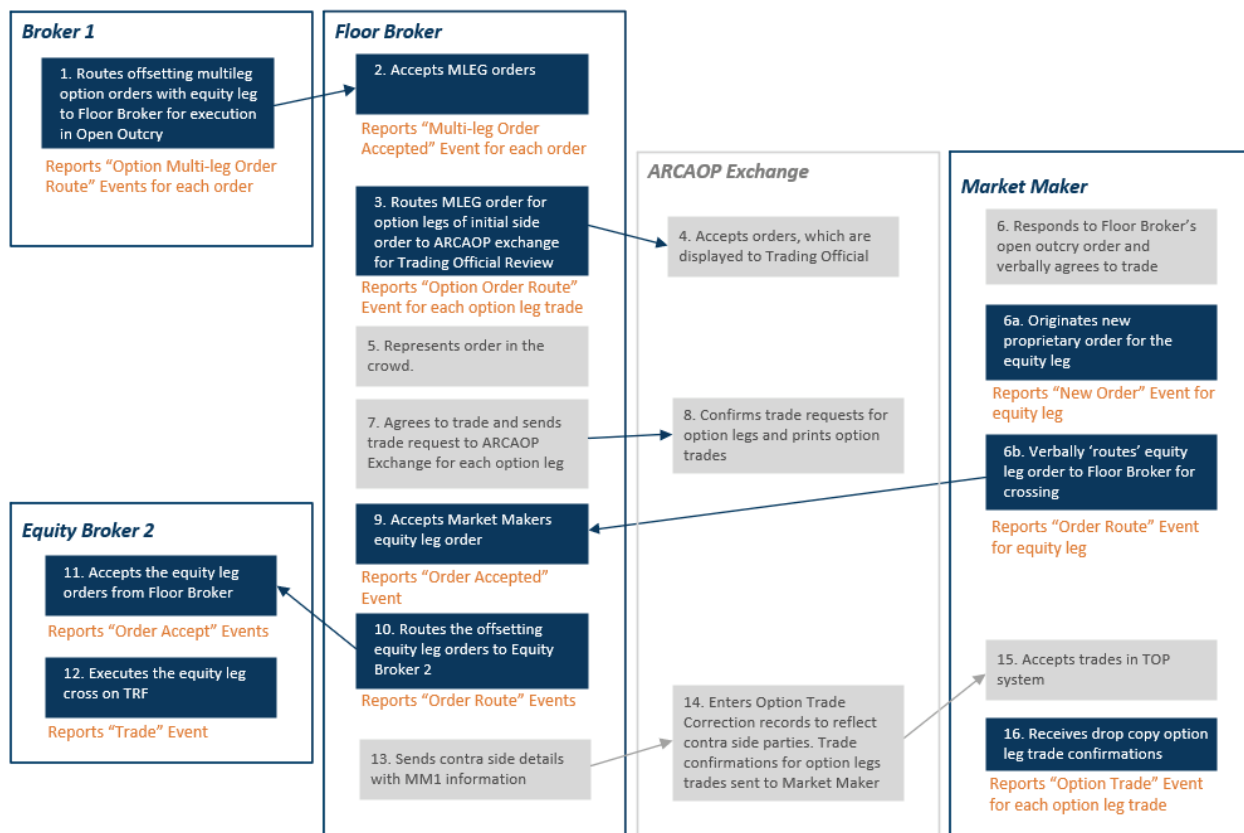 Broker 1
1. Routes offsetting multileg
option orders with equity leg
to Floor Broker for execution
in Open Outcry
Reports “Option Multi-leg Order
Route” Events for each order
Floor Broker
2. Accepts MLEG orders
Reports “Multi-leg Order
Accepted” Event for each order
3. Routes MLEG order for
option legs of initial side
order to ARCAOP exchange
for Trading Official Review
Reports “Option Order Route”
Event for each option leg trade
5. Represents order in the
crowd.
7. Agrees to trade and sends
trade request to ARCAOP
Exchange for each option leg
9. Accepts Market Makers
equity leg order
Reports “Order Accepted”
Event
10. Routes the offsetting
equity leg orders to Equity
Broker 2
Reports “Order Route” Events
13. Sends contra side details
with MM1 information
ARCAOP Exchange
4. Accepts orders, which are
displayed to Trading Official
8. Confirms trade requests for
option legs and prints option
trades
14. Enters Option Trade
Correction records to reflect
contra side parties. Trade
confirmations for option legs
trades sent to Market Maker
Market Maker
6. Responds to Floor Broker’s
open outcry order and
verbally agrees to trade
6a. Originates new
proprietary order for the
equity leg
Reports “New Order” Event for
equity leg
6b. Verbally ‘routes’ equity
leg order to Floor Broker for
crossing
Reports “Order Route” Event
for equity leg
15. Accepts trades in TOP
system
16. Receives drop copy option
leg trade confirmations
Reports “Option Trade” Event
for each option leg trade
Equity Broker 2
11. Accepts the equity leg
orders from Floor Broker
Reports “Order Accept” Events
12. Executes the equity leg
cross on TRF
Reports “Trade” Event